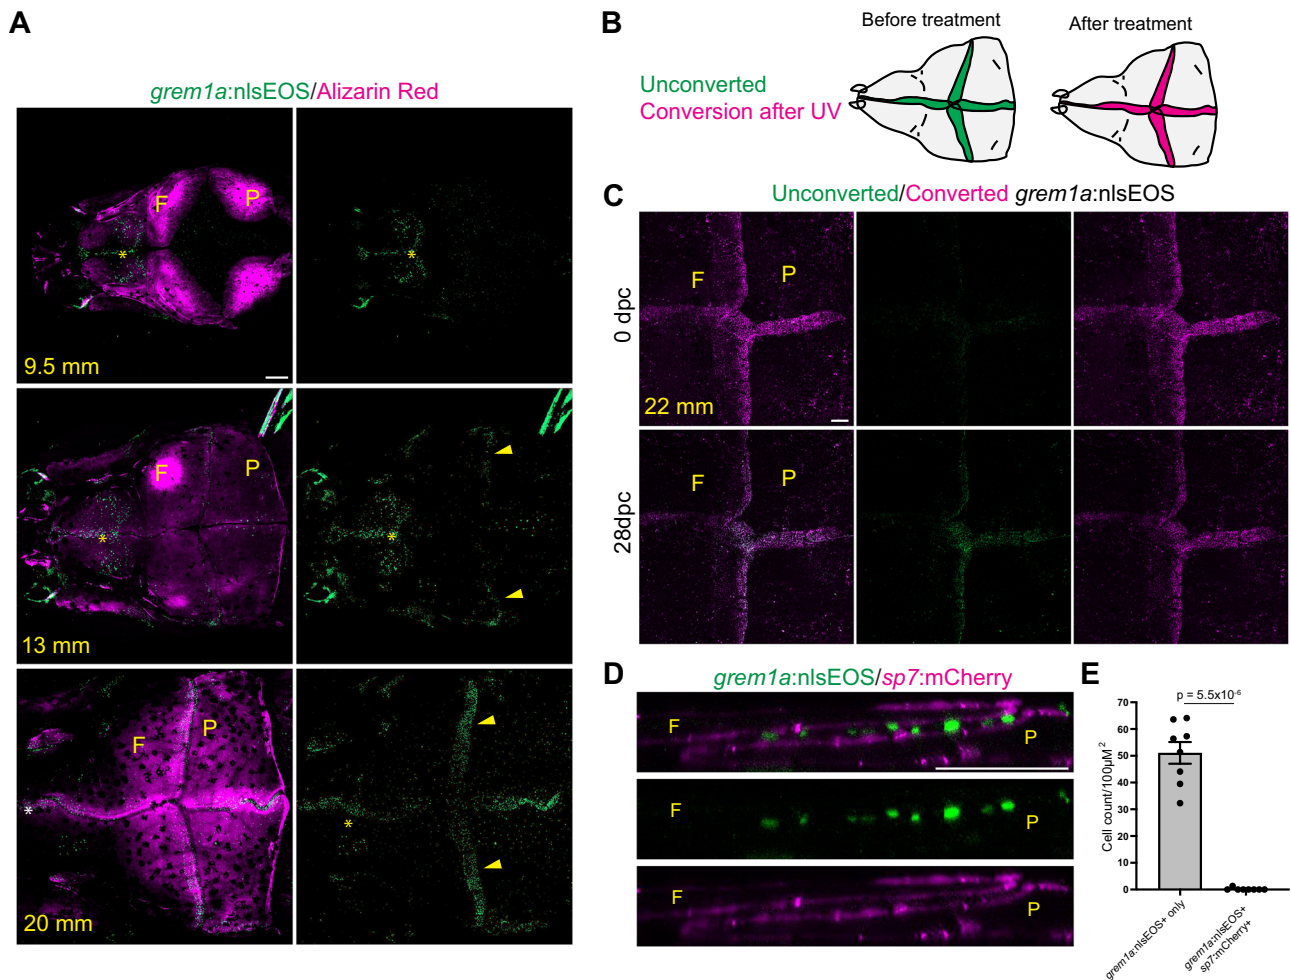 A
grem1a:nlsEOS/Alizarin Red
F
P
*
*
9.5 mm
F
P
*
*
13 mm
F
P
*
*
20 mm
B
Before treatment
After treatment
Unconverted
Conversion after UV
C
Unconverted/Converted grem1a:nlsEOS
0 dpc
F
P
22 mm
28dpc
F
P
D
grem1a:nlsEOS/sp7:mCherry
F
P
F
P
F
P
E
p = 5.5x10-6
Cell count/100µM2
70
60
50
40
30
20
10
0
grem1a:nlsEOS+ only
grem1a:nlsEOS+
sp7:mCherry+